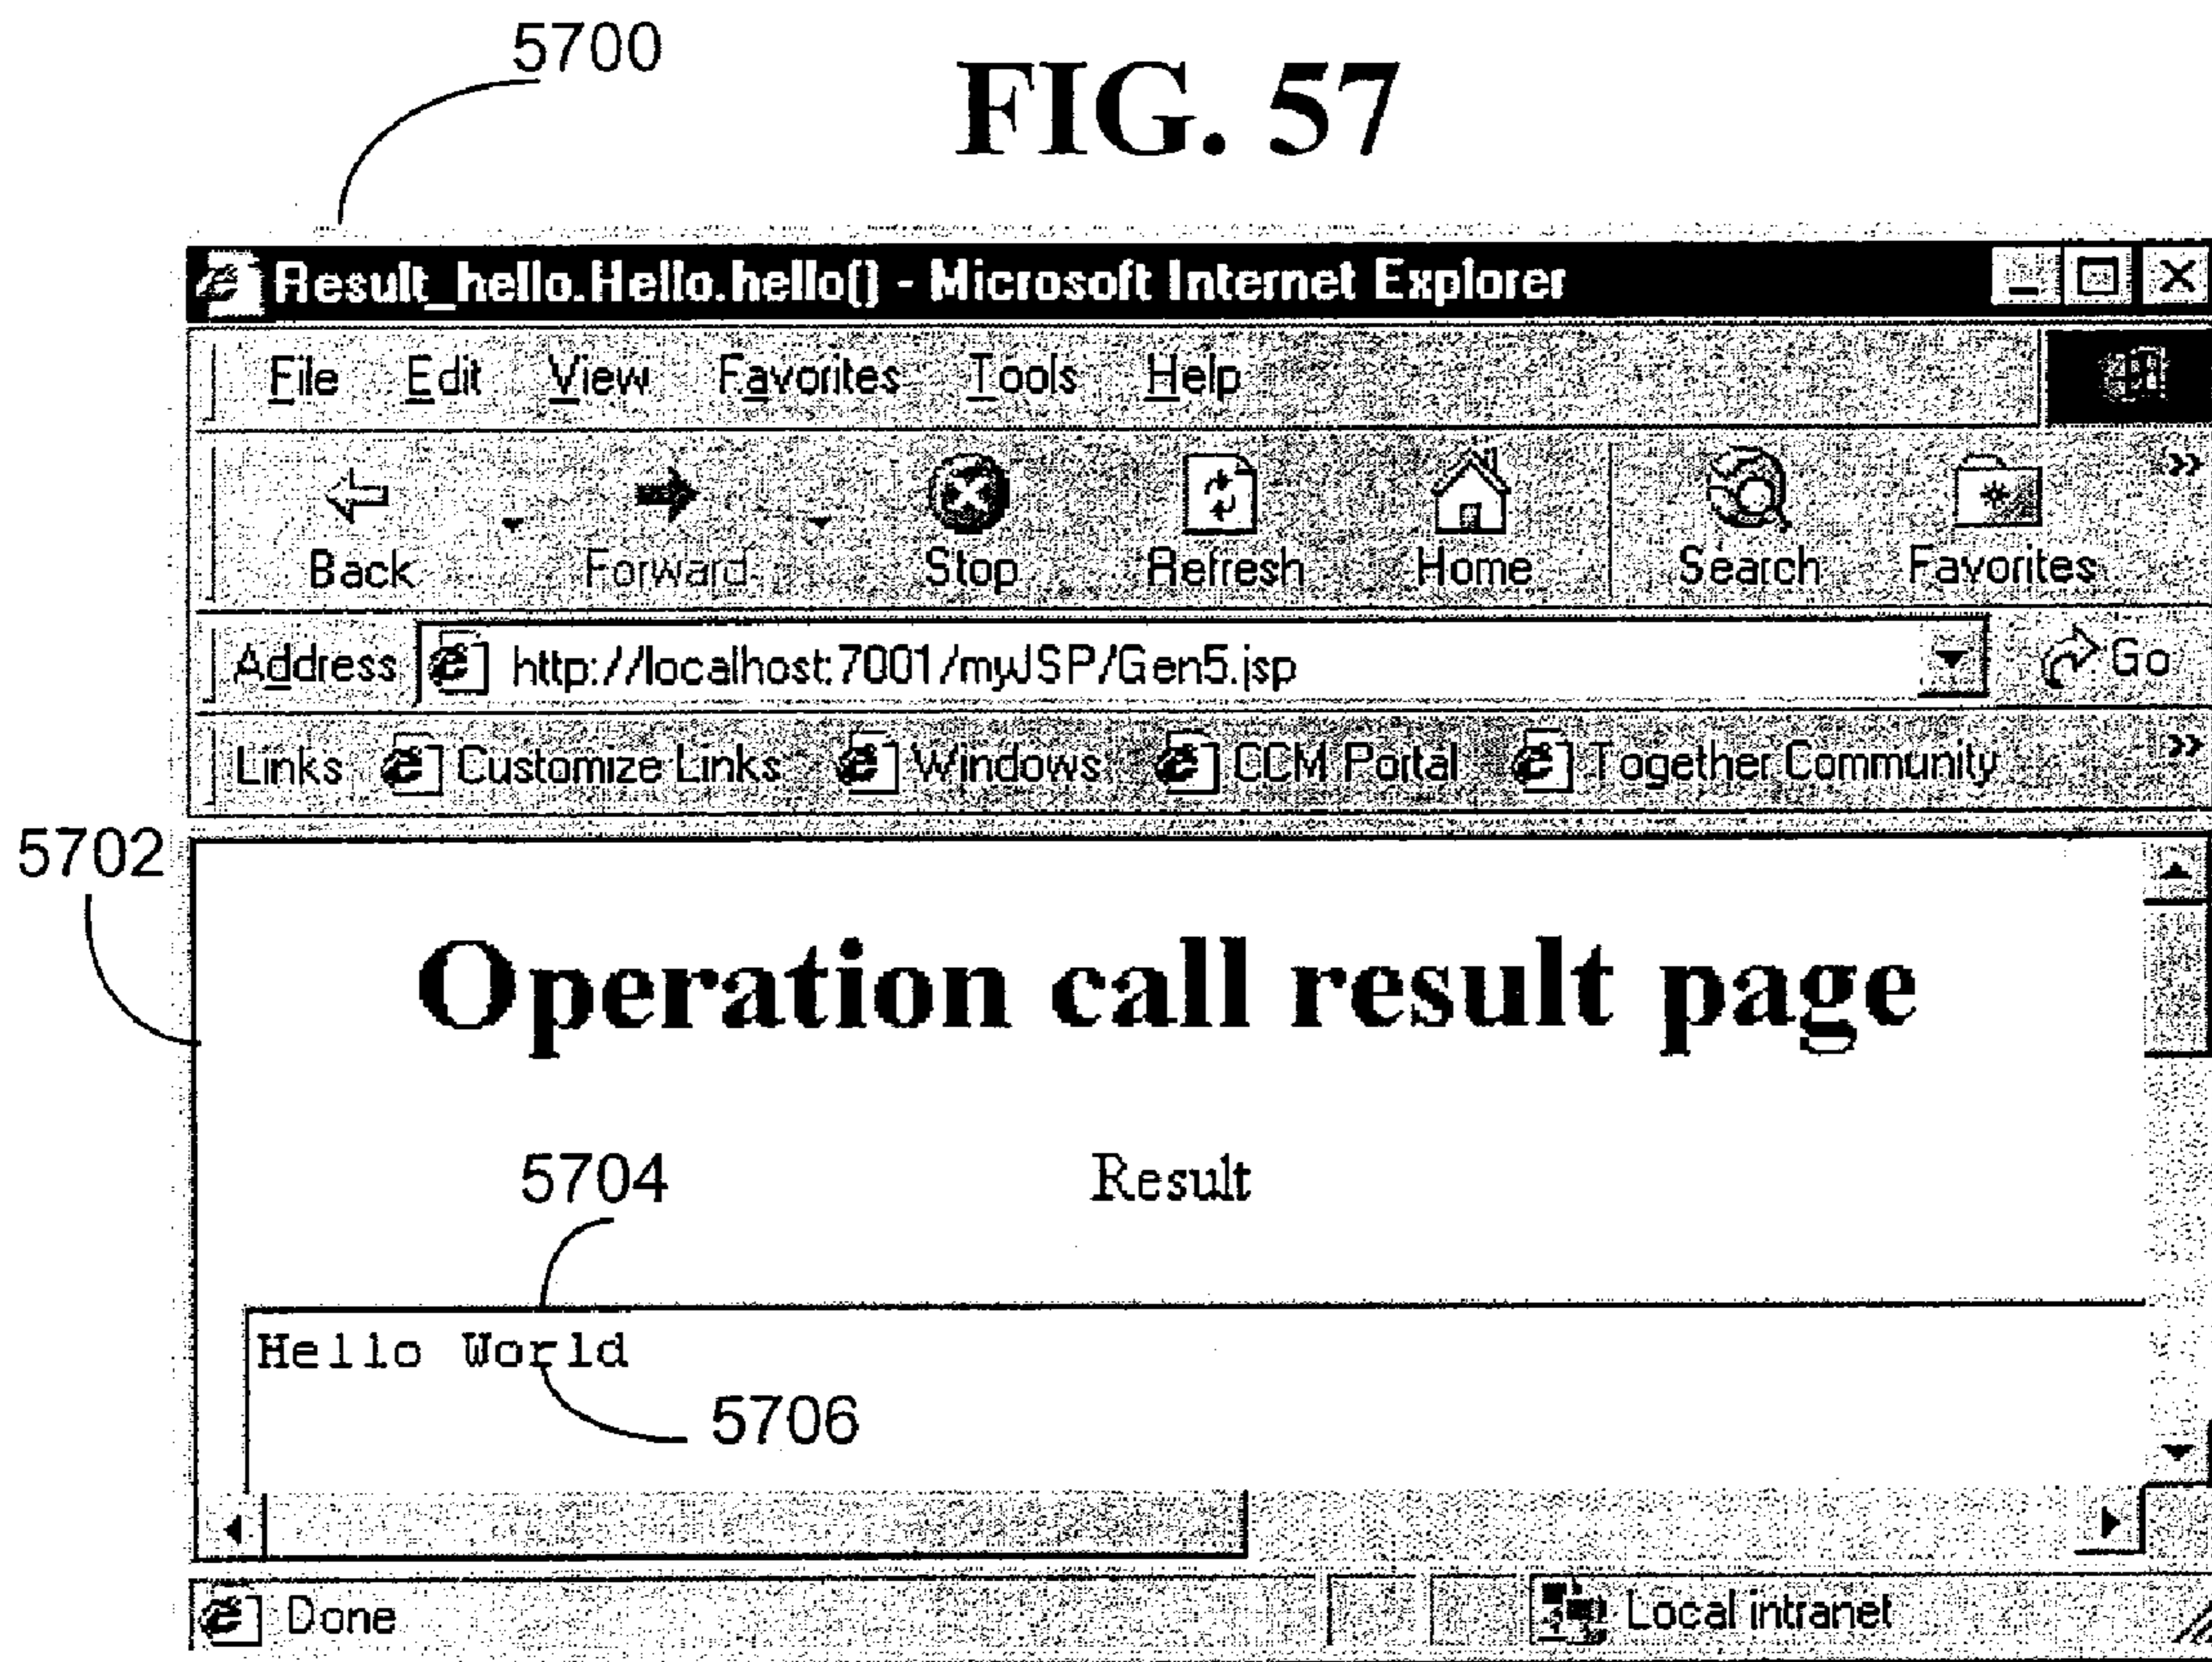 5700
FIG. 57
Result_hello.Hello.hello() - Microsoft Internet Explorer
File Edit View Favorites Tools Help
Back Forward Stop Refresh Home Search Favorites »
Address http://localhost:7001/myJSP/Gen5.jsp Go
Links Customize Links Windows CCM Portal Together Community »
5702
Operation call result page
5704
Result
Hello World
5706
Done Local intranet